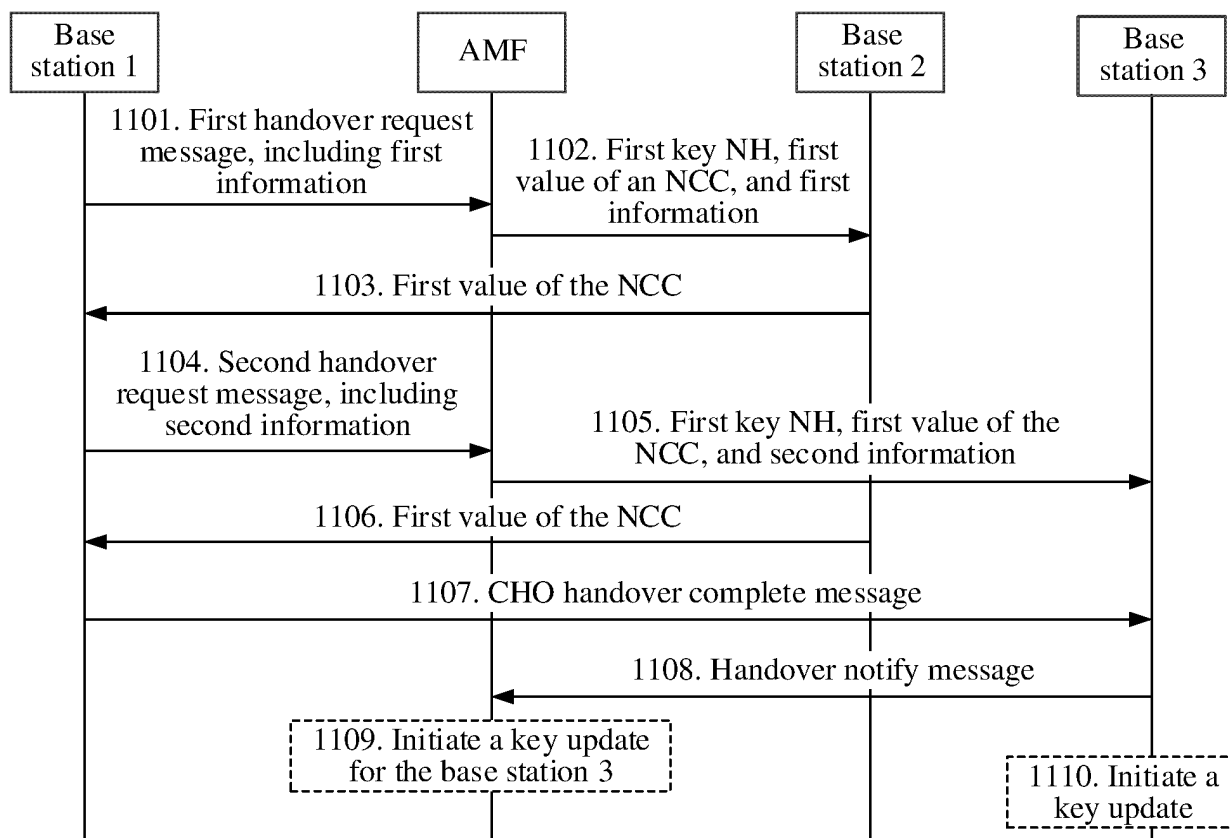 Base
station 1
AMF
Base
station 2
Base
station 3
1101. First handover request
message, including first
information
1102. First key NH, first
value of an NCC, and first
information
1103. First value of the NCC
1104. Second handover
request message, including
second information
1105. First key NH, first value of the
NCC, and second information
1106. First value of the NCC
1107. CHO handover complete message
1108. Handover notify message
1109. Initiate a key update
for the base station 3
1110. Initiate a
key update